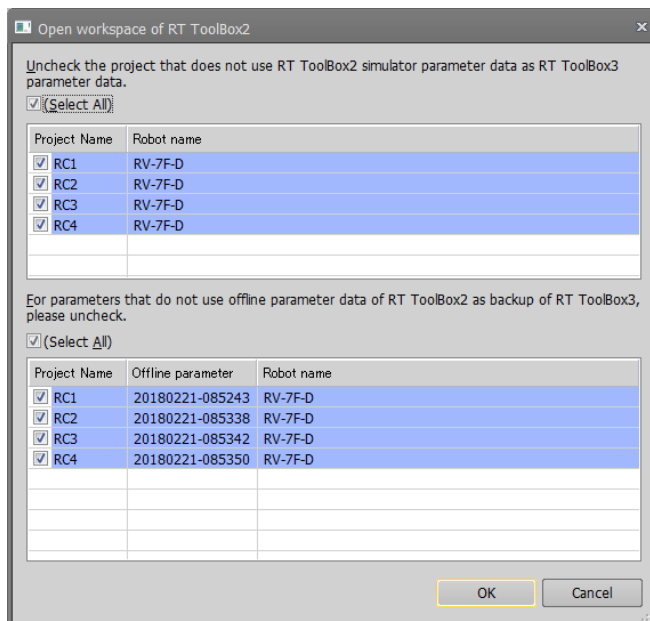 Open workspace of RT ToolBox2
Uncheck the project that does not use RT ToolBox2 simulator parameter data as RT ToolBox3
parameter data.
(Select All)
Project Name Robot name
RC1 RV-7F-D
RC2 RV-7F-D
RC3 RV-7F-D
RC4 RV-7F-D
For parameters that do not use offline parameter data of RT ToolBox2 as backup of RT ToolBox3,
please uncheck.
(Select All)
Project Name Offline parameter Robot name
RC1 20180221-085243 RV-7F-D
RC2 20180221-085338 RV-7F-D
RC3 20180221-085342 RV-7F-D
RC4 20180221-085350 RV-7F-D
OK Cancel